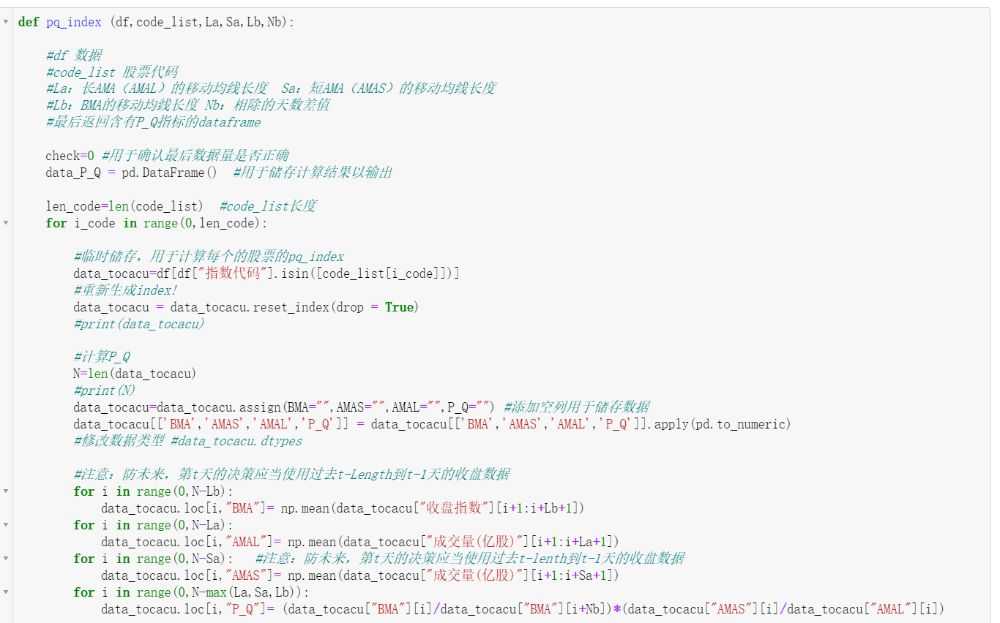 def pq_index (df,code_list,La,Sa,Lb,Nb):
#df 数据
#code_list 股票代码
#La：长AMA（AMAL）的移动均线长度  Sa：短AMA（AMAS）的移动均线长度
#Lb：BMA的移动均线长度 Nb：相除的天数差值
#最后返回含有P_Q指标的dataframe
check=0 #用于确认最后数据量是否正确
data_P_Q = pd.DataFrame()  #用于储存计算结果以输出
len_code=len(code_list)  #code_list长度
for i_code in range(0,len_code):
#临时储存，用于计算每个的股票的pq_index
data_tocacu=df[df["指数代码"].isin([code_list[i_code]])]
#重新生成index!
data_tocacu = data_tocacu.reset_index(drop = True)
#print(data_tocacu)
#计算P_Q
N=len(data_tocacu)
#print(N)
data_tocacu=data_tocacu.assign(BMA="",AMAS="",AMAL="",P_Q="") #添加空列用于储存数据
data_tocacu[['BMA','AMAS','AMAL','P_Q']] = data_tocacu[['BMA','AMAS','AMAL','P_Q']].apply(pd.to_numeric)
#修改数据类型 #data_tocacu.dtypes
#注意：防未来，第t天的决策应当使用过去t-Length到t-1天的收盘数据
for i in range(0,N-Lb):
data_tocacu.loc[i,"BMA"]= np.mean(data_tocacu["收盘指数"][i+1:i+Lb+1])
for i in range(0,N-La):
data_tocacu.loc[i,"AMAL"]= np.mean(data_tocacu["成交量(亿股)"][i+1:i+La+1])
for i in range(0,N-Sa):   #注意：防未来，第t天的决策应当使用过去t-lenth到t-1天的收盘数据
data_tocacu.loc[i,"AMAS"]= np.mean(data_tocacu["成交量(亿股)"][i+1:i+Sa+1])
for i in range(0,N-max(La,Sa,Lb)):
data_tocacu.loc[i,"P_Q"]= (data_tocacu["BMA"][i]/data_tocacu["BMA"][i+Nb])*(data_tocacu["AMAS"][i]/data_tocacu["AMAL"][i])